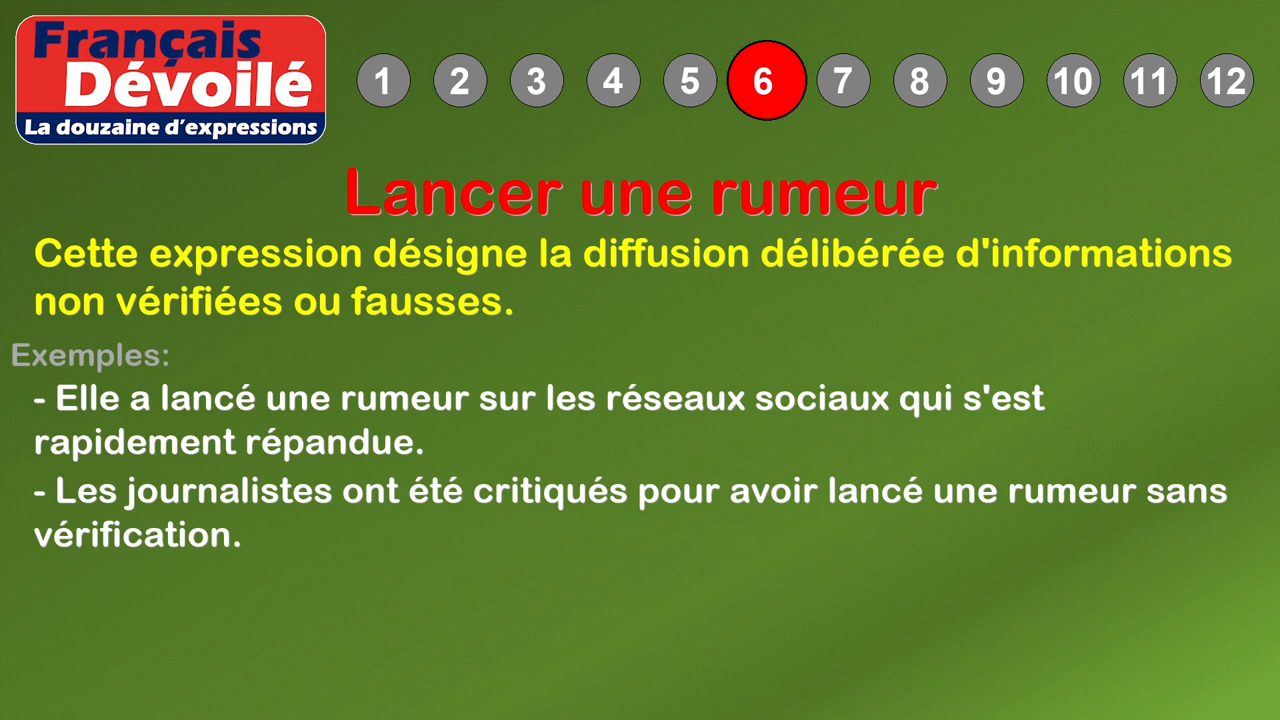 Français
Dévoilé
La douzaine d'expressions
1 2 3 4 5 6 7 8 9 10 11 12
Lancer une rumeur
Cette expression désigne la diffusion délibérée d'informations
non vérifiées ou fausses.
Exemples:
- Elle a lancé une rumeur sur les réseaux sociaux qui s'est
rapidement répandue.
- Les journalistes ont été critiqués pour avoir lancé une rumeur sans
vérification.